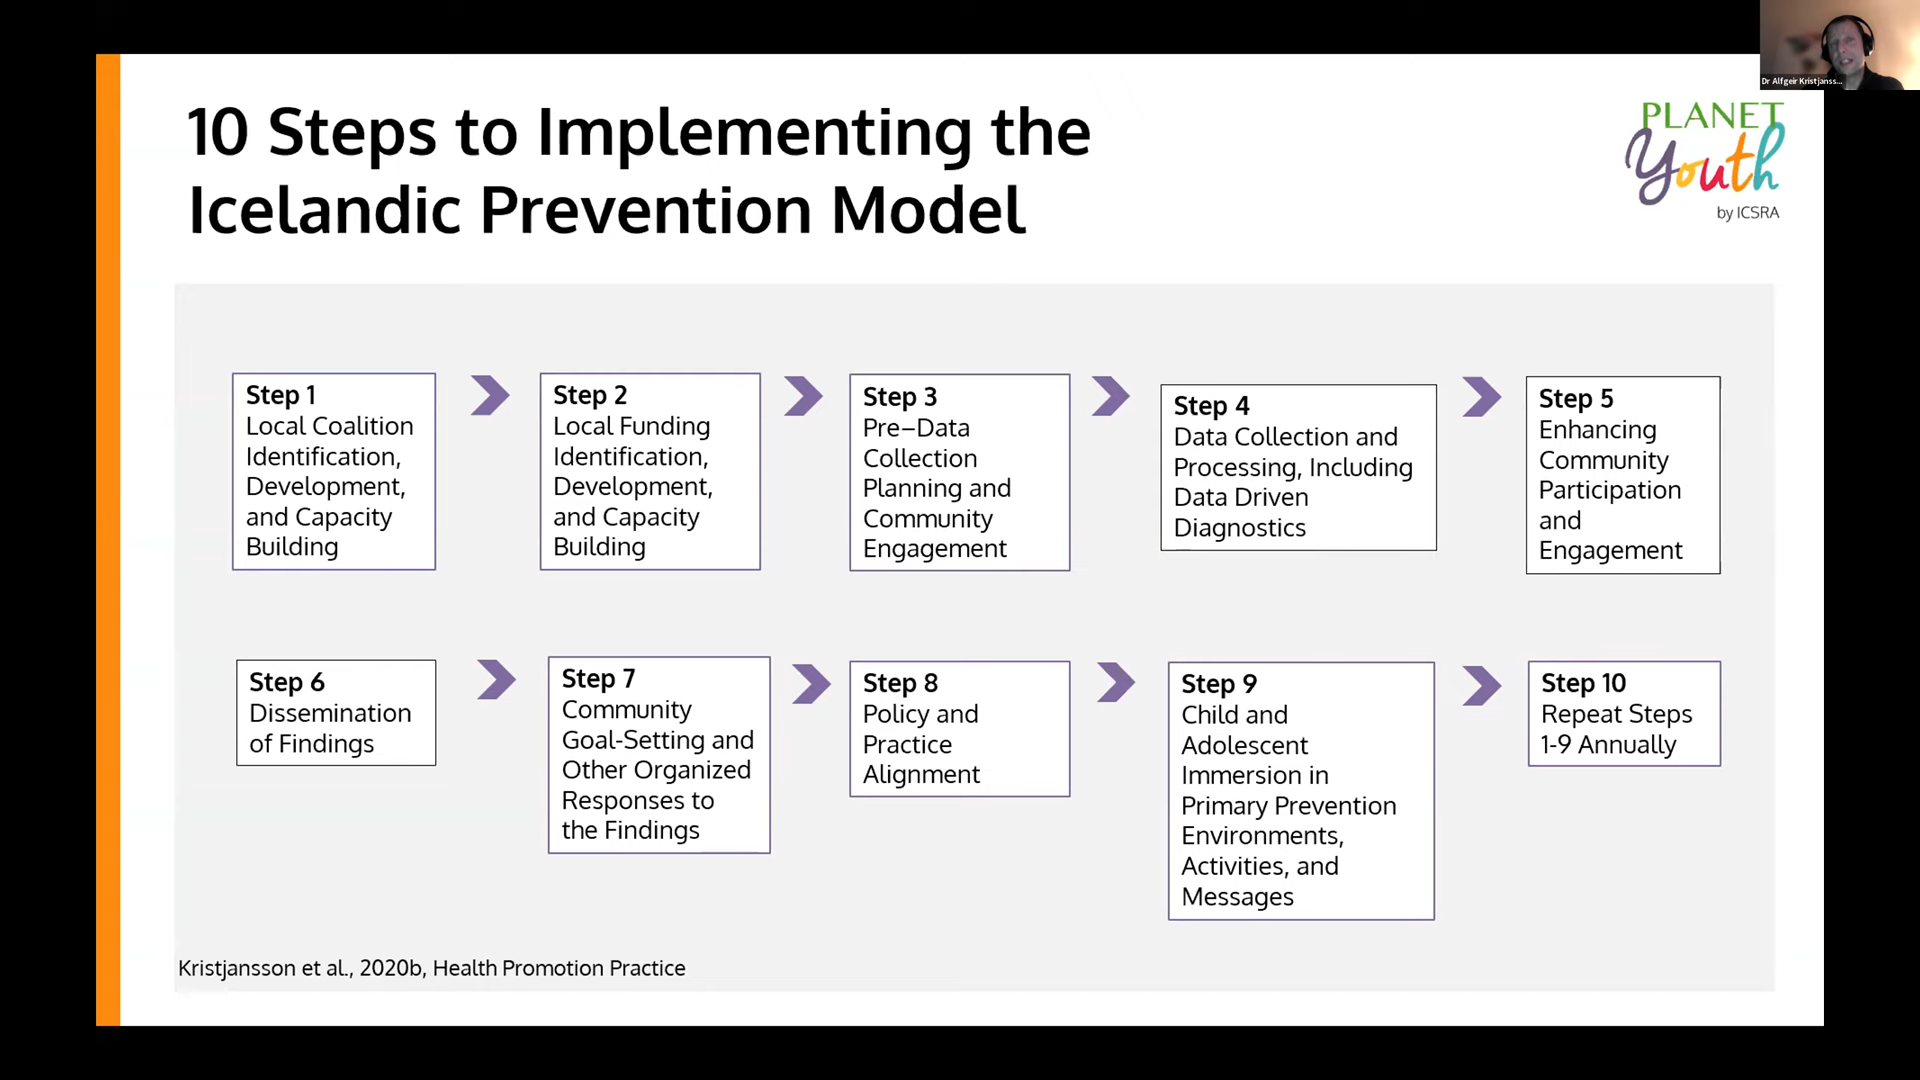 Dr Alfgeir Kristjanss...
10 Steps to Implementing the
Icelandic Prevention Model
PLANET
Youth
by ICSRA
Step 1
Local Coalition
Identification,
Development,
and Capacity
Building
Step 2
Local Funding
Identification,
Development,
and Capacity
Building
Step 3
Pre–Data
Collection
Planning and
Community
Engagement
Step 4
Data Collection and
Processing, Including
Data Driven
Diagnostics
Step 5
Enhancing
Community
Participation
and
Engagement
Step 6
Dissemination
of Findings
Step 7
Community
Goal-Setting and
Other Organized
Responses to
the Findings
Step 8
Policy and
Practice
Alignment
Step 9
Child and
Adolescent
Immersion in
Primary Prevention
Environments,
Activities, and
Messages
Step 10
Repeat Steps
1-9 Annually
Kristjansson et al., 2020b, Health Promotion Practice